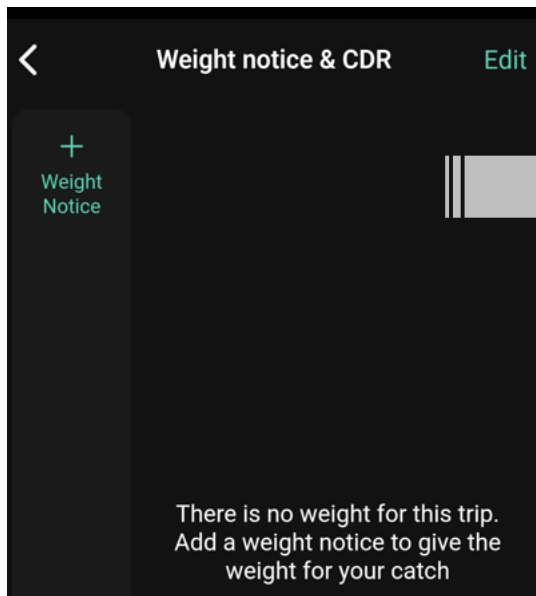 Weight notice & CDR
Edit
Weight
Notice
There is no weight for this trip.
Add a weight notice to give the
weight for your catch